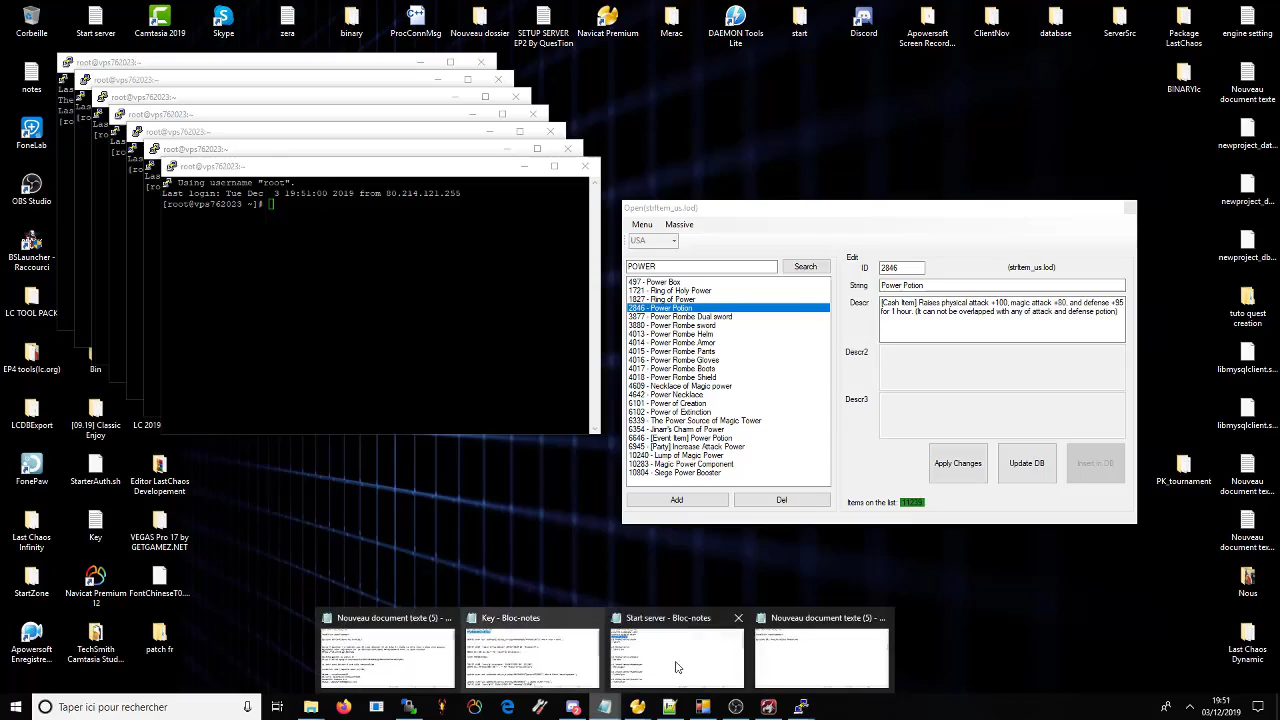 Corbeille
Start server
Camtasia 2019
Skype
zera
binary
ProcConnMsg
Nouveau dossier
SETUP SERVER
EP2 By QuesTion
Navicat Premium
Merac
DAEMON Tools
Lite
start
Discord
Apowersoft
Screen Record...
ClientNov
database
ServerSrc
Package
LastChaos
engine setting
notes
FoneLab
OBS Studio
BSLauncher -
Raccourci
LC TOOL PACK
EP4 tools(lc.org)
Bin
LCDBExport
[09.19] Classic
Enjoy
LC 2019
FonePaw
StarterAuth.sh
Editor LastChaos
Developement
Last Chaos
Infinity
Key
VEGAS Pro 17 by
GETGAMEZ.NET
StartZone
Navicat Premium
12
FontChineseT0...
Apowersoft
TechSmith
Camtasia Stud...
patch fr
BINARYlc
Nouveau
document texte
newproject_dat...
newproject_db...
tuto quest
creation
libmysqlclient.s...
libmysqlclient.s...
PK_tournament
Nouveau
document tex...
Nouveau
document tex...
Nous
Last Chaos
Dynamic
root@vps762023:~
root@vps762023:~
root@vps762023:~
root@vps762023:~
root@vps762023:~
root@vps762023:~
root@vps762023:~
Using username "root".
Last login: Tue Dec  3 19:51:00 2019 from 80.214.121.255
[root@vps762023 ~]#
Open(strItem_us.lod)
Menu Massive
USA
POWER
Search
497 - Power Box
1721 - Ring of Holy Power
1827 - Ring of Power
2846 - Power Potion
3877 - Power Rombe Dual sword
3880 - Power Rombe sword
4013 - Power Rombe Helm
4014 - Power Rombe Armor
4015 - Power Rombe Pants
4016 - Power Rombe Gloves
4017 - Power Rombe Boots
4018 - Power Rombe Shield
4609 - Necklace of Magic power
4642 - Power Necklace
6101 - Power of Creation
6102 - Power of Extinction
6339 - The Power Source of Magic Tower
6354 - Jinarr's Charm of Power
6646 - [Event Item] Power Potion
6945 - [Party] Increase Attack Power
10240 - Lump of Magic Power
10283 - Magic Power Component
10804 - Siege Power Booster
Add
Del
Edit
ID
2846
(strItem_us.lod)
String
Power Potion
Descr
[Cash Item] Raises physical attack +100, magic attack +80, and defense +95
for 1 hour. (It can not be overlapped with any of attack and defense potion)
Descr2
Descr3
Apply Changes
Update DB
Insert in DB
Items on the list:
11239
Nouveau document texte (5) - ...
Key - Bloc-notes
Start server - Bloc-notes
Nouveau document texte (5) - ...
Taper ici pour rechercher
19:51
03/12/2019